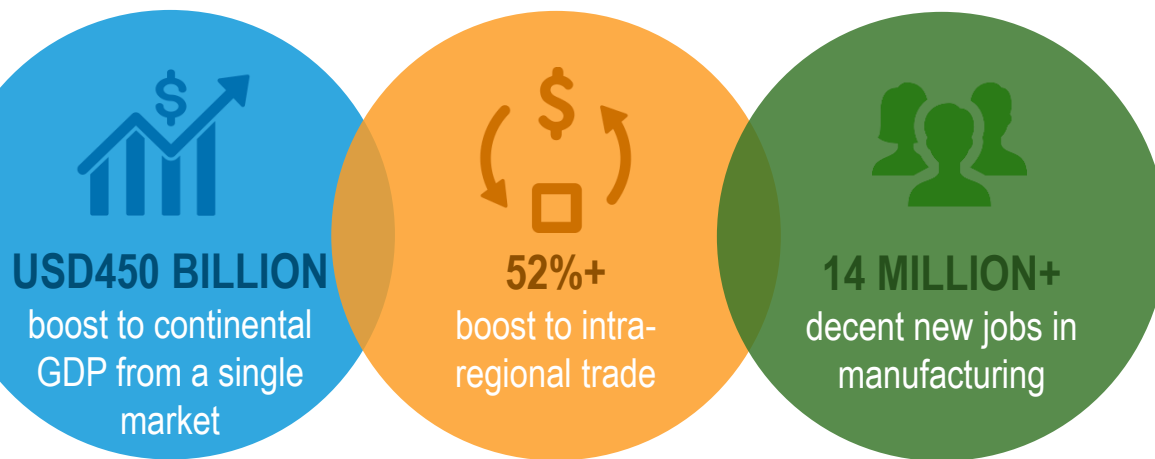 $
USD450 BILLION
boost to continental
GDP from a single
market
$
52%+
boost to intra-
regional trade
14 MILLION+
decent new jobs in
manufacturing